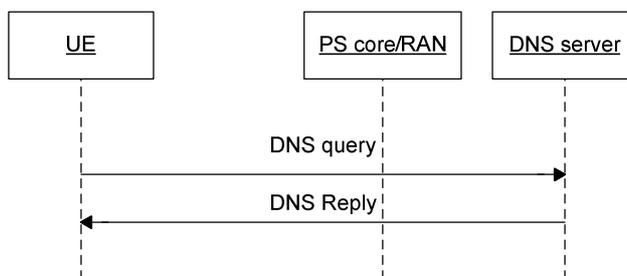 UE
PS core/RAN
DNS server
DNS query
DNS Reply